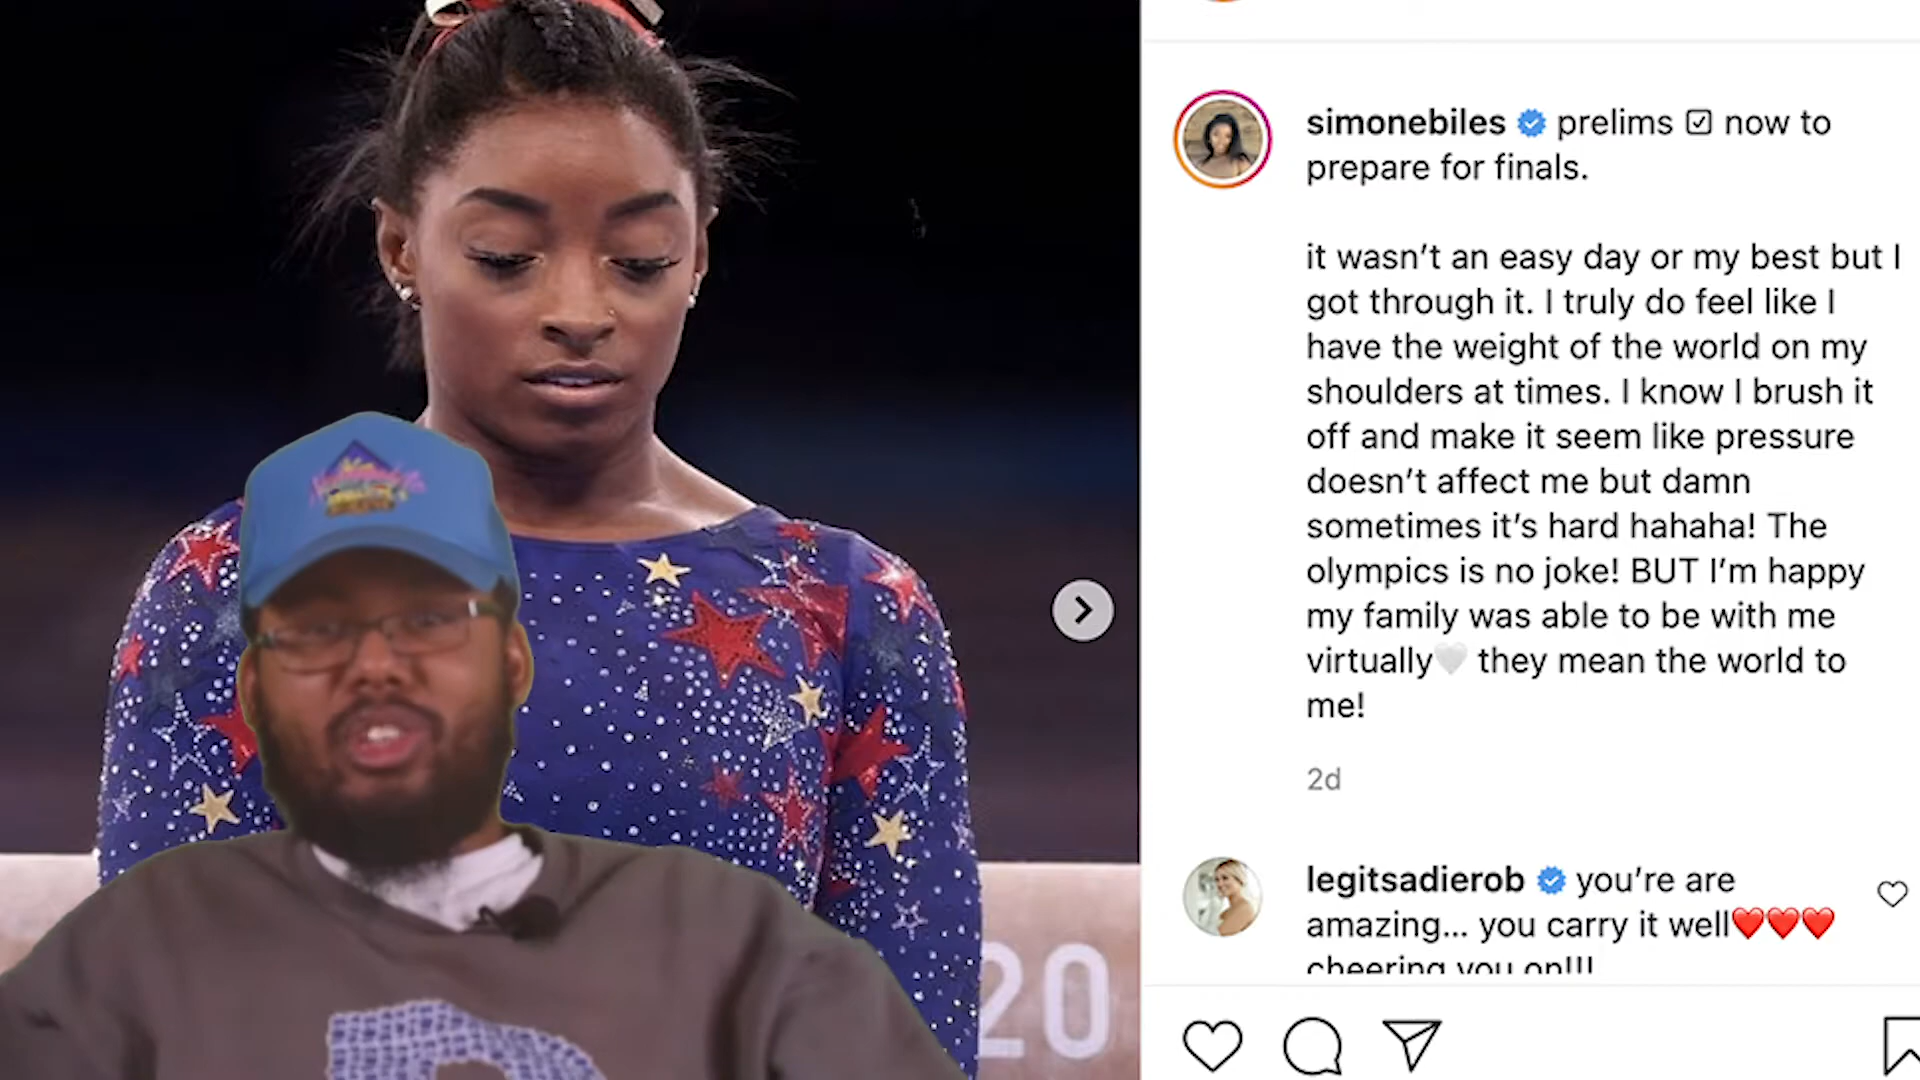 simonebiles prelims ☑ now to
prepare for finals.
it wasn’t an easy day or my best but I
got through it. I truly do feel like I
have the weight of the world on my
shoulders at times. I know I brush it
off and make it seem like pressure
doesn’t affect me but damn
sometimes it’s hard hahaha! The
olympics is no joke! BUT I’m happy
my family was able to be with me
virtually🤍 they mean the world to
me!
2d
legitsadierob you’re are
amazing... you carry it well❤️❤️❤️
cheering you on!!!
20